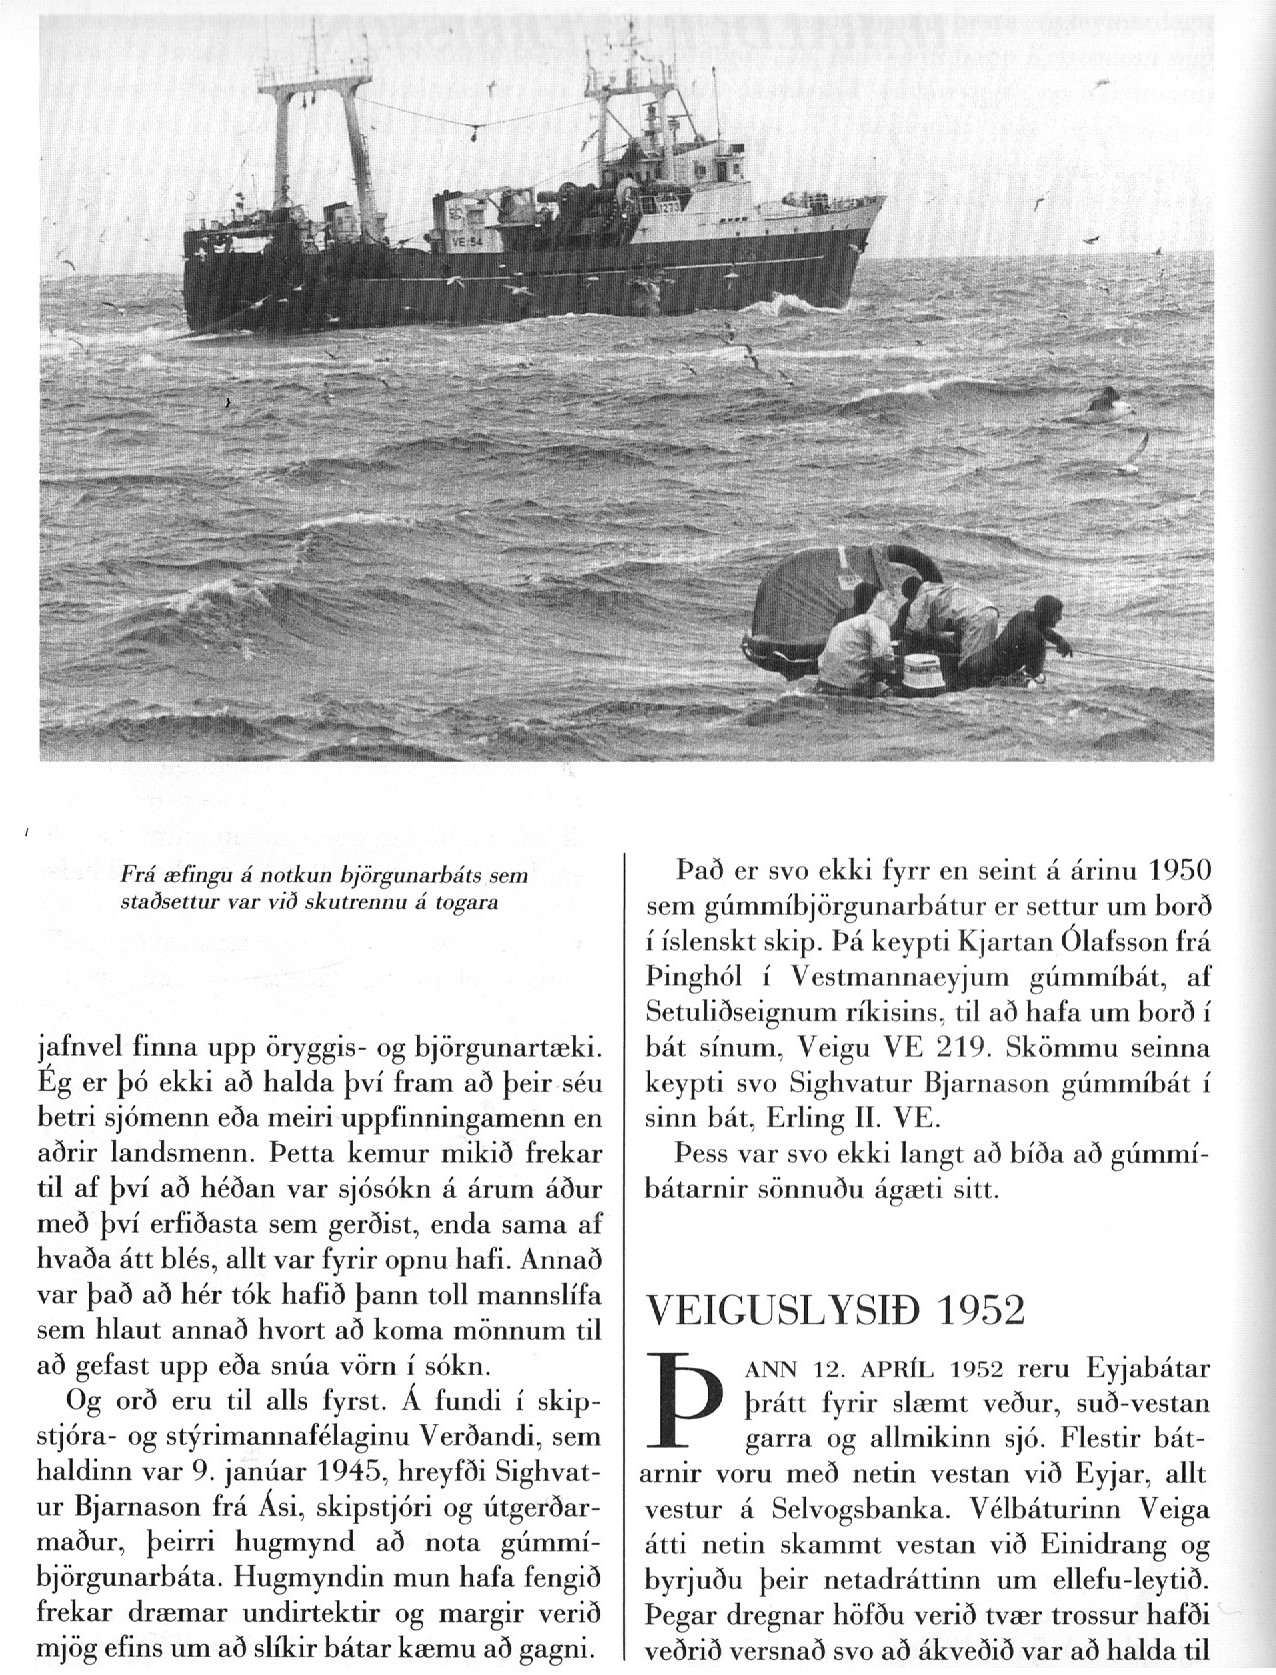 VE 54
1273
Frá æfingu á notkun björgunarbáts sem
staðsettur var við skutrennu á togara
jafnvel finna upp öryggis- og björgunartæki.
Ég er þó ekki að halda því fram að þeir séu
betri sjómenn eða meiri uppfinningamenn en
aðrir landsmenn. Þetta kemur mikið frekar
til af því að héðan var sjósókn á árum áður
með því erfiðasta sem gerðist, enda sama af
hvaða átt blés, allt var fyrir opnu hafi. Annað
var það að hér tók hafið þann toll mannslífa
sem hlaut annað hvort að koma mönnum til
að gefast upp eða snúa vörn í sókn.
Og orð eru til alls fyrst. Á fundi í skip-
stjóra- og stýrimannafélaginu Verðandi, sem
haldinn var 9. janúar 1945, hreyfði Sighvat-
ur Bjarnason frá Ási, skipstjóri og útgerðar-
maður, þeirri hugmynd að nota gúmmí-
björgunarbáta. Hugmyndin mun hafa fengið
frekar dræmar undirtektir og margir verið
mjög efins um að slíkir bátar kæmu að gagni.
Það er svo ekki fyrr en seint á árinu 1950
sem gúmmíbjörgunarbátur er settur um borð
í íslenskt skip. Þá keypti Kjartan Ólafsson frá
Þinghól í Vestmannaeyjum gúmmíbát, af
Setuliðseignum ríkisins, til að hafa um borð í
bát sínum, Veigu VE 219. Skömmu seinna
keypti svo Sighvatur Bjarnason gúmmíbát í
sinn bát, Erling II. VE.
Þess var svo ekki langt að bíða að gúmmí-
bátarnir sönnuðu ágæti sitt.
VEIGUSLYSIÐ 1952
ÞANN 12. APRÍL 1952 reru Eyjabátar
þrátt fyrir slæmt veður, suð-vestan
garra og allmikinn sjó. Flestir bát-
arnir voru með netin vestan við Eyjar, allt
vestur á Selvogsbanka. Vélbáturinn Veiga
átti netin skammt vestan við Einidrang og
byrjuðu þeir netadráttinn um ellefu-leytið.
Þegar dregnar höfðu verið tvær trossur hafði
veðrið versnað svo að ákveðið var að halda til